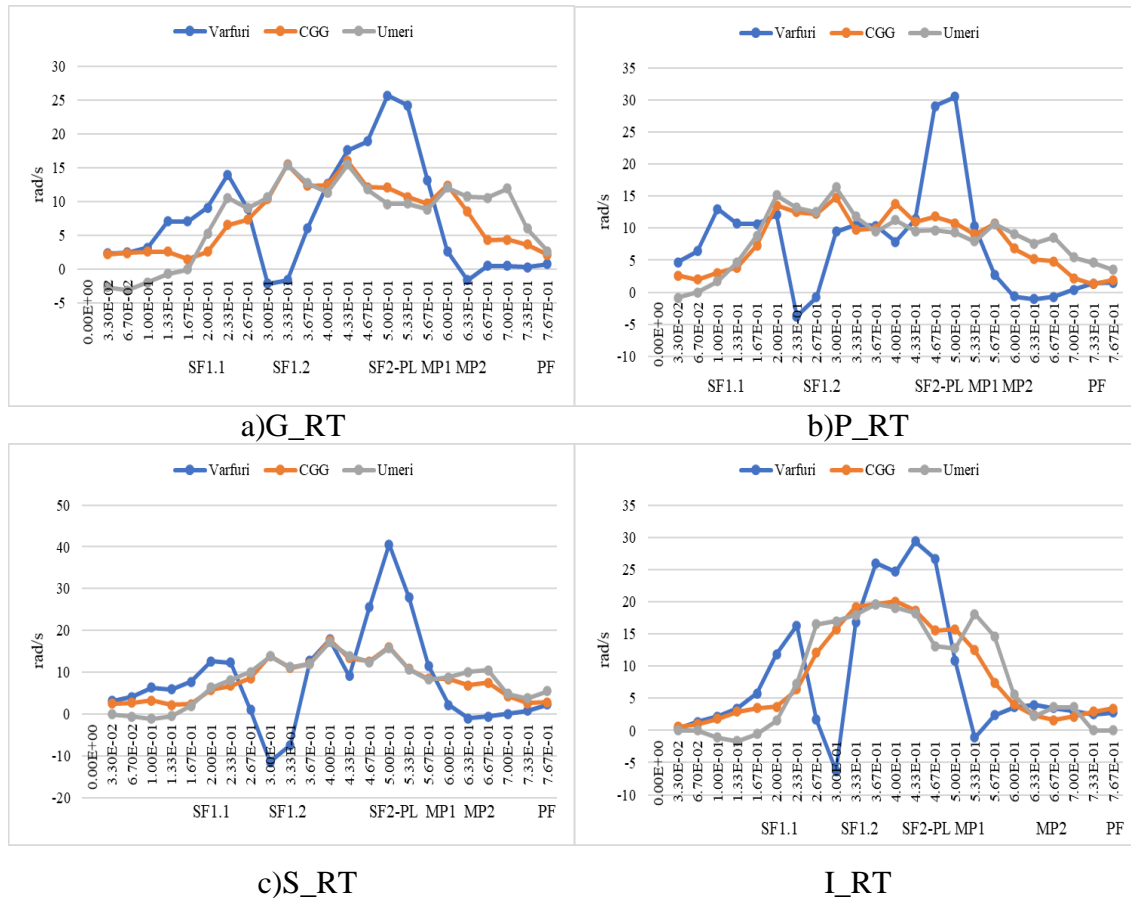 Varfuri CGG Umeri
30
25
20
15
10
5
0
-5
rad/s
0.00E+00 3.30E-02 6.70E-02 1.00E-01 1.33E-01 1.67E-01 2.00E-01 2.33E-01 2.67E-01 3.00E-01 3.33E-01 3.67E-01 4.00E-01 4.33E-01 4.67E-01 5.00E-01 5.33E-01 5.67E-01 6.00E-01 6.33E-01 6.67E-01 7.00E-01 7.33E-01 7.67E-01
SF1.1 SF1.2 SF2-PL MP1 MP2 PF
a)G_RT
Varfuri CGG Umeri
35
30
25
20
15
10
5
0
-5
-10
rad/s
0.00E+00 3.30E-02 6.70E-02 1.00E-01 1.33E-01 1.67E-01 2.00E-01 2.33E-01 2.67E-01 3.00E-01 3.33E-01 3.67E-01 4.00E-01 4.33E-01 4.67E-01 5.00E-01 5.33E-01 5.67E-01 6.00E-01 6.33E-01 6.67E-01 7.00E-01 7.33E-01 7.67E-01
SF1.1 SF1.2 SF2-PL MP1 MP2 PF
b)P_RT
Varfuri CGG Umeri
50
40
30
20
10
0
-10
-20
rad/s
0.00E+00 3.30E-02 6.70E-02 1.00E-01 1.33E-01 1.67E-01 2.00E-01 2.33E-01 2.67E-01 3.00E-01 3.33E-01 3.67E-01 4.00E-01 4.33E-01 4.67E-01 5.00E-01 5.33E-01 5.67E-01 6.00E-01 6.33E-01 6.67E-01 7.00E-01 7.33E-01 7.67E-01
SF1.1 SF1.2 SF2-PL MP1 MP2 PF
c)S_RT
Varfuri CGG Umeri
35
30
25
20
15
10
5
0
-5
-10
rad/s
0.00E+00 3.30E-02 6.70E-02 1.00E-01 1.33E-01 1.67E-01 2.00E-01 2.33E-01 2.67E-01 3.00E-01 3.33E-01 3.67E-01 4.00E-01 4.33E-01 4.67E-01 5.00E-01 5.33E-01 5.67E-01 6.00E-01 6.33E-01 6.67E-01 7.00E-01 7.33E-01 7.67E-01
SF1.1 SF1.2 SF2-PL MP1 MP2 PF
I_RT